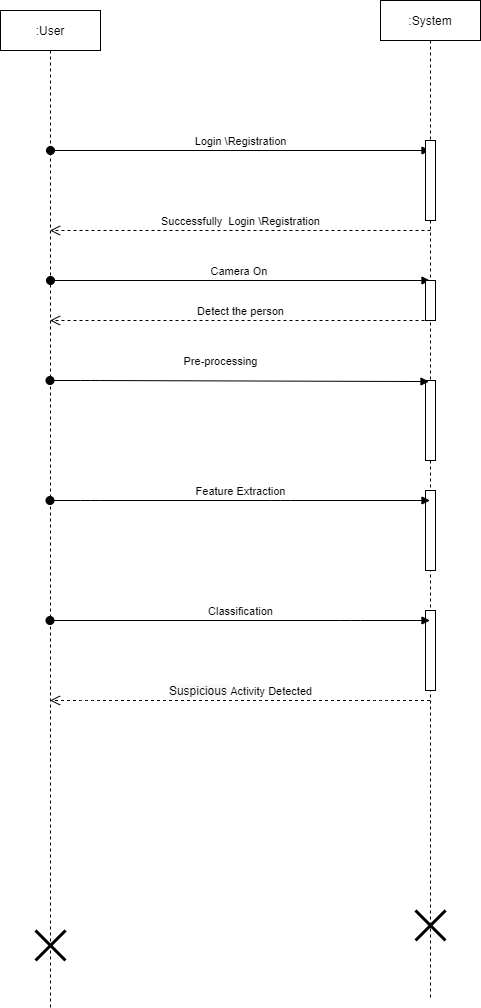 :User
:System
Login \Registration
Successfully Login \Registration
Camera On
Detect the person
Pre-processing
Feature Extraction
Classification
Suspicious Activity Detected